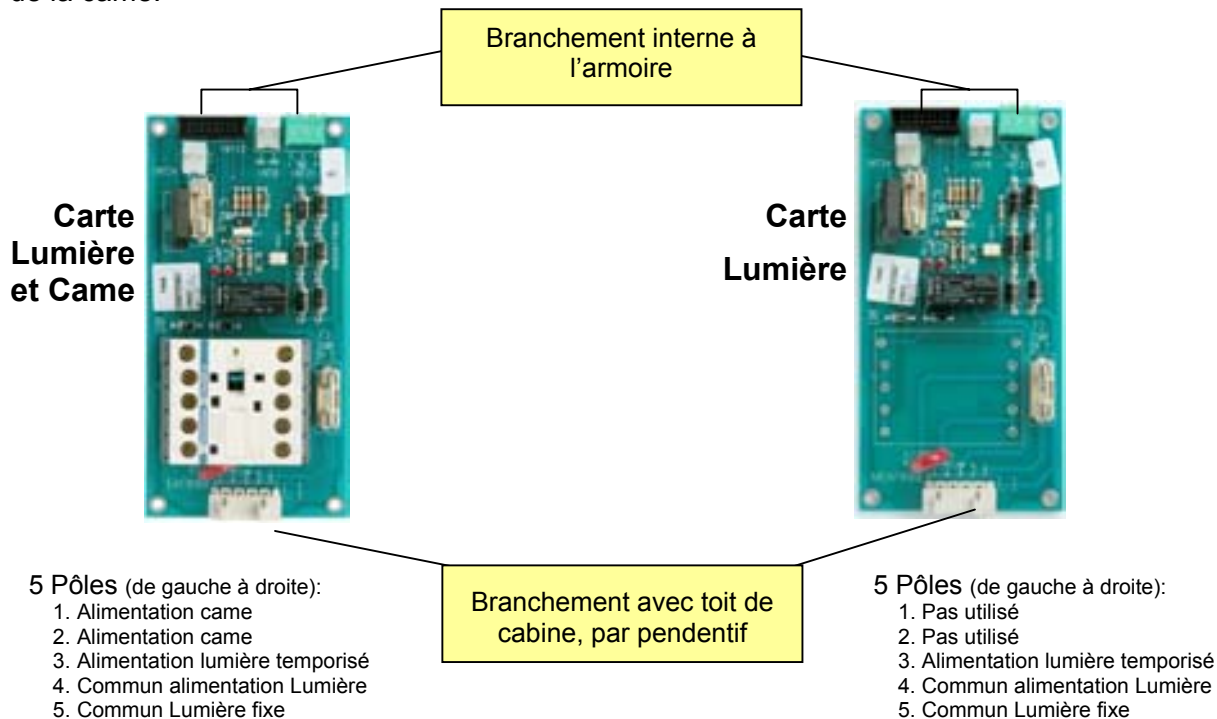 de la came.
Branchement interne à
l'armoire
Carte
Lumière
et Came
Carte
Lumière
Branchement avec toit de
cabine, par pendentif
5 Pôles (de gauche à droite):
1. Alimentation came
2. Alimentation came
3. Alimentation lumière temporisé
4. Commun alimentation Lumière
5. Commun Lumière fixe
5 Pôles (de gauche à droite):
1. Pas utilisé
2. Pas utilisé
3. Alimentation lumière temporisé
4. Commun alimentation Lumière
5. Commun Lumière fixe